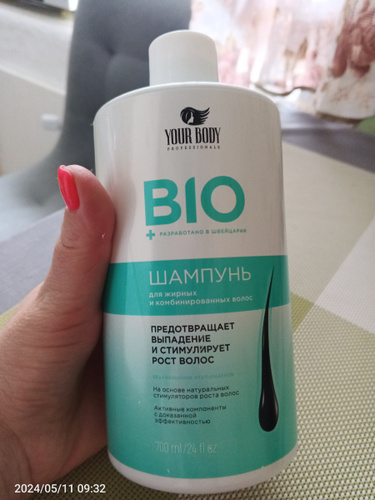 YOUR BODY
PROFESSIONALS
BIO
+ РАЗРАБОТАНО В ШВЕЙЦАРИИ
ШАМПУНЬ
для жирных
и комбинированных волос
ПРЕДОТВРАЩАЕТ
ВЫПАДЕНИЕ
И СТИМУЛИРУЕТ
РОСТ ВОЛОС
На основе натуральных
стимуляторов роста волос
Активные компоненты
с доказанной
эффективностью
700 ml/24 fl oz
2024/05/11 09:32